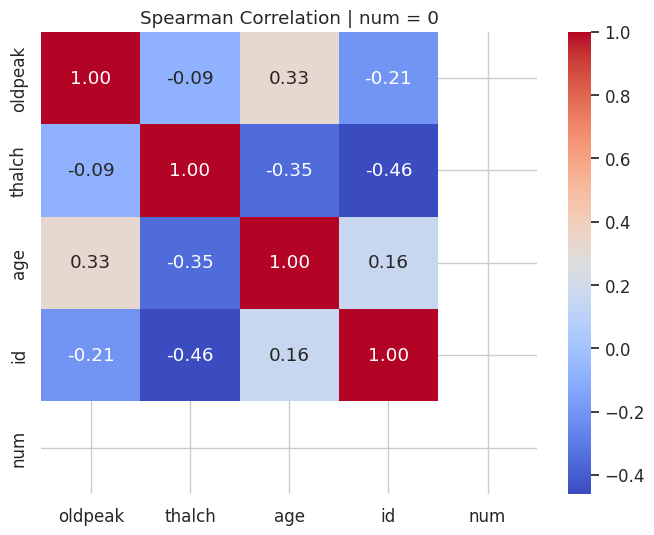 Spearman Correlation | num = 0
oldpeak 1.00 -0.09 0.33 -0.21
thalch -0.09 1.00 -0.35 -0.46
age 0.33 -0.35 1.00 0.16
id -0.21 -0.46 0.16 1.00
num
oldpeak thalch age id num
1.0
0.8
0.6
0.4
0.2
0.0
−0.2
−0.4